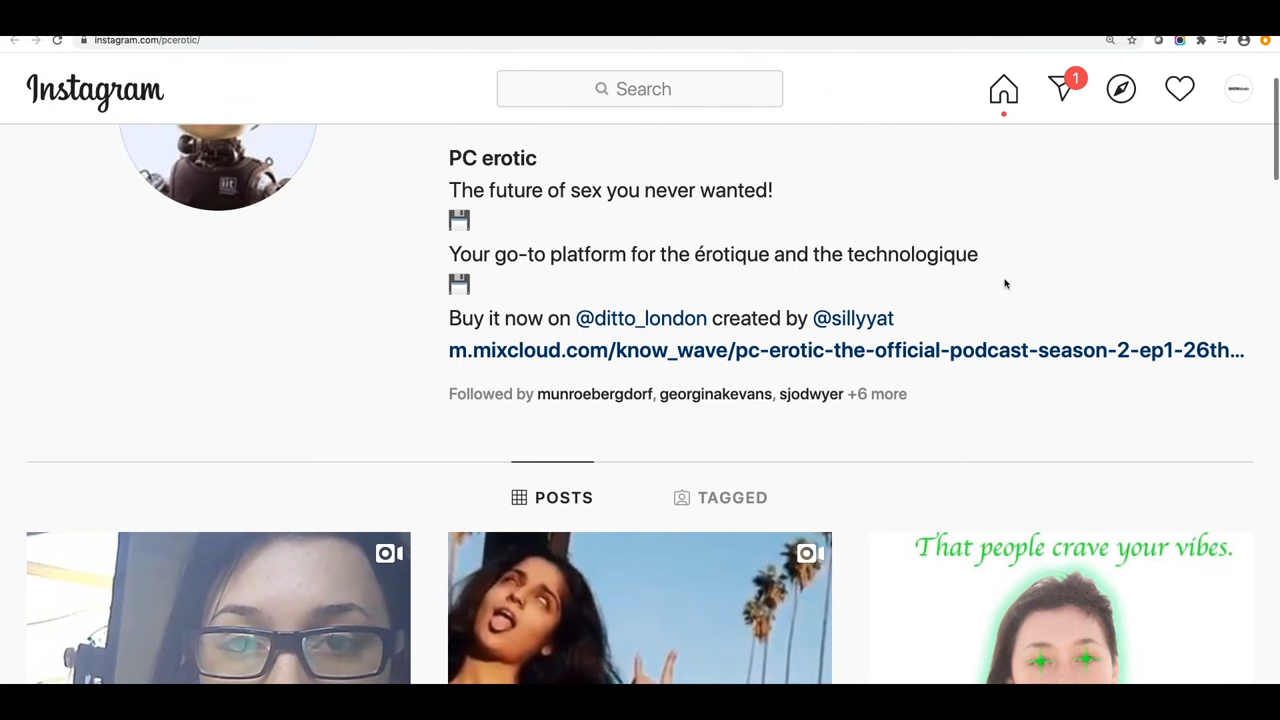 instagram.com/pcerotic/
Instagram
Search
1
PC erotic
The future of sex you never wanted!
💾
Your go-to platform for the érotique and the technologique
💾
Buy it now on @ditto_london created by @sillyyat
m.mixcloud.com/know_wave/pc-erotic-the-official-podcast-season-2-ep1-26th...
Followed by munroebergdorf, georginakevans, sjodwyer +6 more
POSTS
TAGGED
That people crave your vibes.